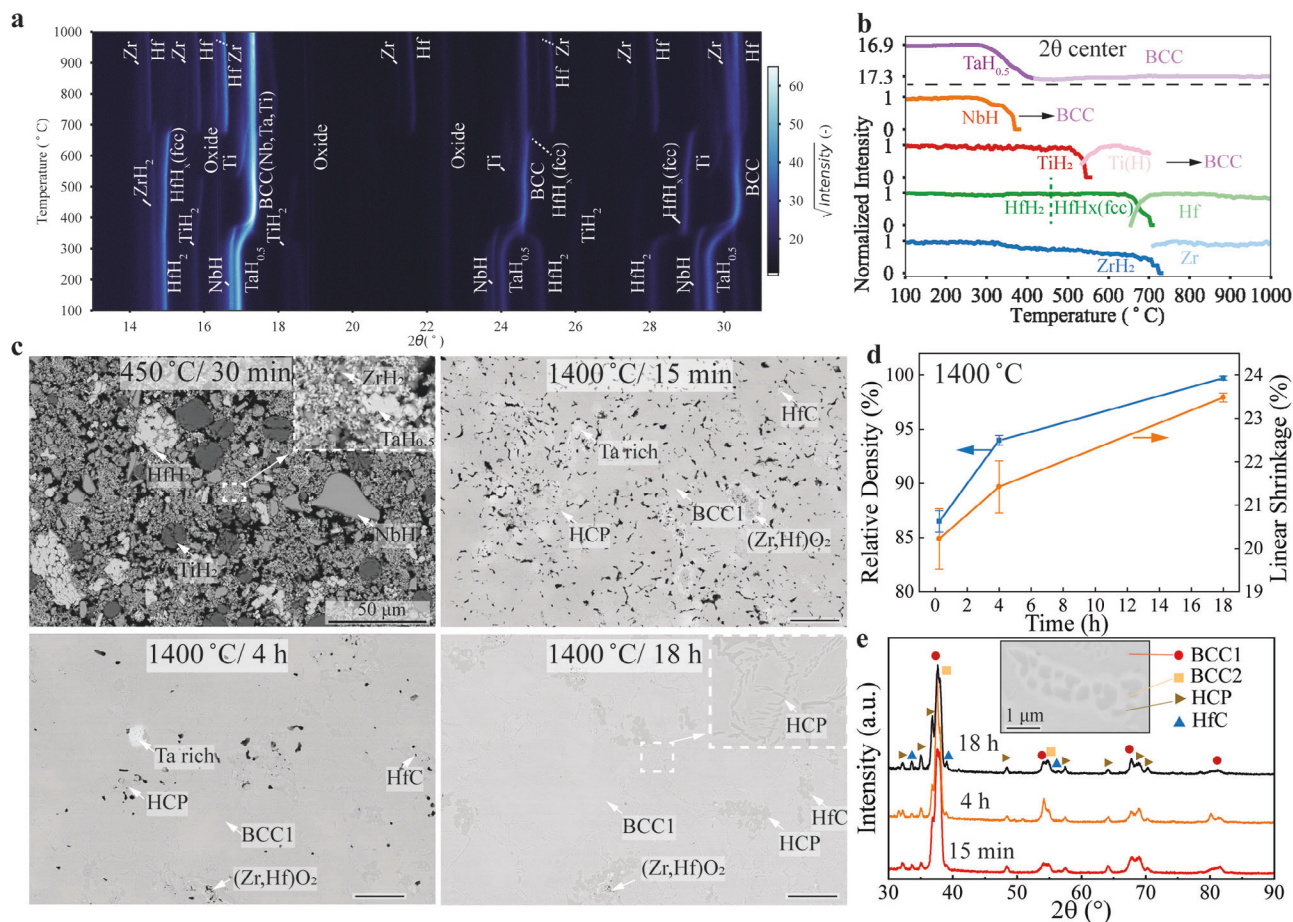 a
1000
900
800
700
600
500
400
300
200
100
Temperature (°C)
14
16
18
20
22
24
26
28
30
2θ(°)
Zr
Hf
Zr
Hf
Zr
Hf
Hf
Zr
Hf
Zr
Hf
ZrH2
HfHx(fcc)
TiH2
HfH2
Oxide
Ti
NbH
TaH0.5
BCC(Nb,Ta,Ti)
TiH2
Oxide
Oxide
Ti
NbH
TaH0.5
BCC
HfHx(fcc)
HfH2
TiH2
HfHx(fcc)
HfH2
NbH
Ti
TaH0.5
BCC
60
50
40
30
20
√Intensity (-)
b
2θ center
16.9
17.3
TaH0.5
BCC
1
0
NbH
BCC
1
0
TiH2
Ti(H)
BCC
1
0
HfH2
HfHx(fcc)
Hf
1
0
ZrH2
Zr
Normalized Intensity
100 200 300 400 500 600 700 800 900 1000
Temperature (°C)
c
450 °C/ 30 min
ZrH2
TaH0.5
HfH2
NbH
TiH2
50 μm
1400 °C/ 15 min
HfC
Ta rich
BCC1
HCP
(Zr,Hf)O2
1400 °C/ 4 h
Ta rich
HfC
HCP
BCC1
(Zr,Hf)O2
1400 °C/ 18 h
HCP
BCC1
HfC
HCP
(Zr,Hf)O2
d
1400 °C
100
95
90
85
80
Relative Density (%)
24
23
22
21
20
19
Linear Shrinkage (%)
0 2 4 6 8 10 12 14 16 18
Time (h)
e
BCC1
BCC2
HCP
HfC
1 μm
18 h
4 h
15 min
Intensity (a.u.)
30 40 50 60 70 80 90
2θ (°)